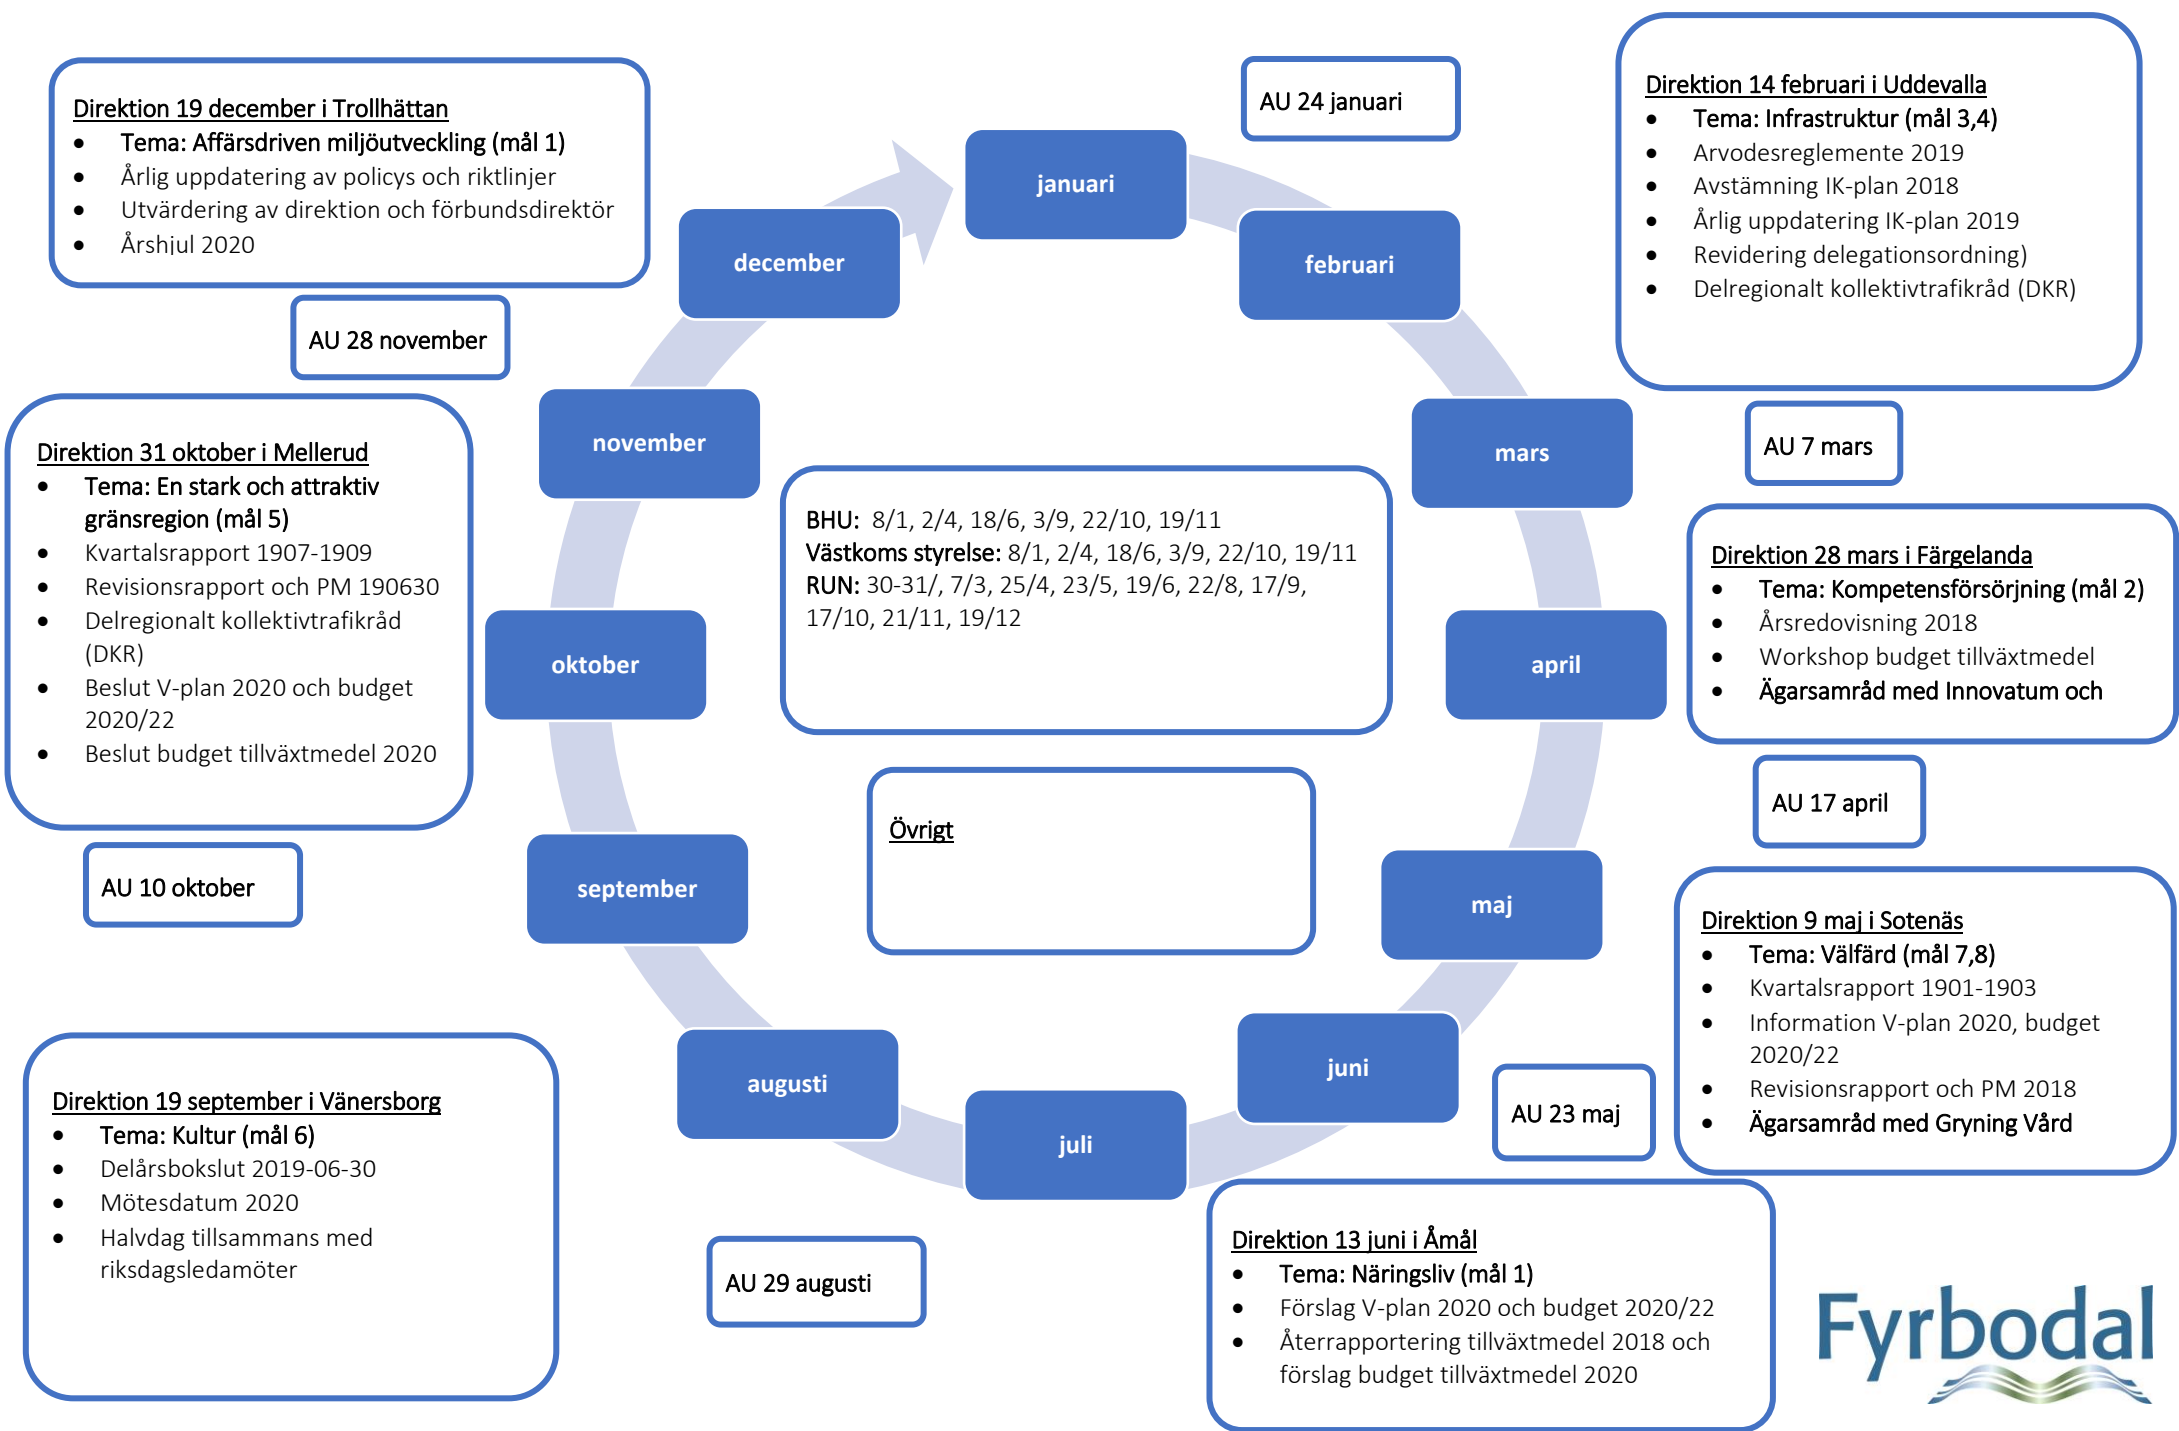 Direktion 19 december i Trollhättan
• Tema: Affärsdriven miljöutveckling (mål 1)
• Årlig uppdatering av policys och riktlinjer
• Utvärdering av direktion och förbundsdirektör
• Årshjul 2020
AU 24 januari
Direktion 14 februari i Uddevalla
• Tema: Infrastruktur (mål 3,4)
• Arvodesreglemente 2019
• Avstämning IK-plan 2018
• Årlig uppdatering IK-plan 2019
• Revidering delegationsordning)
• Delregionalt kollektivtrafikråd (DKR)
januari
februari
mars
april
maj
juni
juli
augusti
september
oktober
november
december
AU 28 november
AU 7 mars
Direktion 31 oktober i Mellerud
• Tema: En stark och attraktiv
gränsregion (mål 5)
• Kvartalsrapport 1907-1909
• Revisionsrapport och PM 190630
• Delregionalt kollektivtrafikråd
(DKR)
• Beslut V-plan 2020 och budget
2020/22
• Beslut budget tillväxtmedel 2020
BHU: 8/1, 2/4, 18/6, 3/9, 22/10, 19/11
Västkoms styrelse: 8/1, 2/4, 18/6, 3/9, 22/10, 19/11
RUN: 30-31/, 7/3, 25/4, 23/5, 19/6, 22/8, 17/9,
17/10, 21/11, 19/12
Direktion 28 mars i Färgelanda
• Tema: Kompetensförsörjning (mål 2)
• Årsredovisning 2018
• Workshop budget tillväxtmedel
• Ägarsamråd med Innovatum och
Övrigt
AU 17 april
AU 10 oktober
Direktion 9 maj i Sotenäs
• Tema: Välfärd (mål 7,8)
• Kvartalsrapport 1901-1903
• Information V-plan 2020, budget
2020/22
• Revisionsrapport och PM 2018
• Ägarsamråd med Gryning Vård
AU 23 maj
Direktion 19 september i Vänersborg
• Tema: Kultur (mål 6)
• Delårsbokslut 2019-06-30
• Mötesdatum 2020
• Halvdag tillsammans med
riksdagsledamöter
AU 29 augusti
Direktion 13 juni i Åmål
• Tema: Näringsliv (mål 1)
• Förslag V-plan 2020 och budget 2020/22
• Återrapportering tillväxtmedel 2018 och
förslag budget tillväxtmedel 2020
Fyrbodal